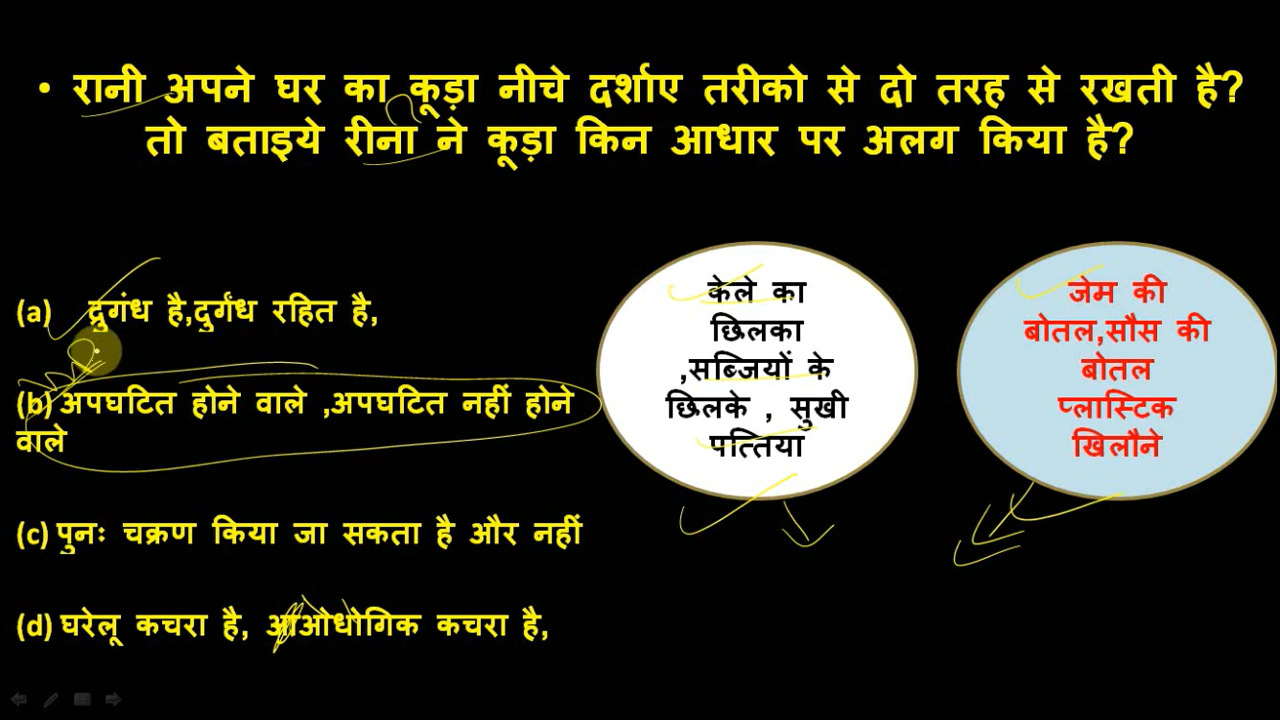 • रानी अपने घर का कूड़ा नीचे दर्शाए तरीको से दो तरह से रखती है?
तो बताइये रीना ने कूड़ा किन आधार पर अलग किया है?
(a) द्रुगंध है,दुर्गंध रहित है,
(b) अपघटित होने वाले ,अपघटित नहीं होने
वाले
(c) पुनः चक्रण किया जा सकता है और नहीं
(d) घरेलू कचरा है, आओधोगिक कचरा है,
केले का
छिलका
,सब्जियों के
छिलके , सुखी
पत्तिया
जेम की
बोतल,सौस की
बोतल
प्लास्टिक
खिलौने